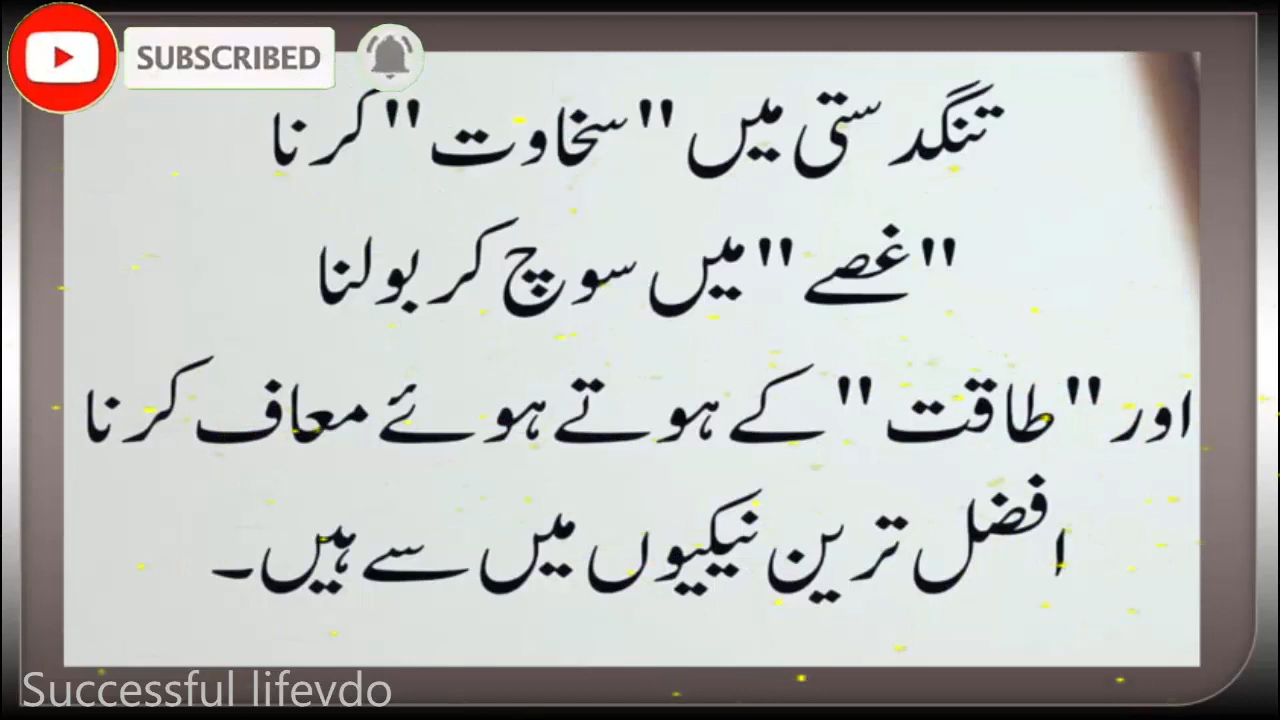 SUBSCRIBED
تنگدستی میں "سخاوت" کرنا
"غصے" میں سوچ کر بولنا
اور "طاقت" کے ہوتے ہوئے معاف کرنا
افضل ترین نیکیوں میں سے ہیں۔
Successful lifevdo